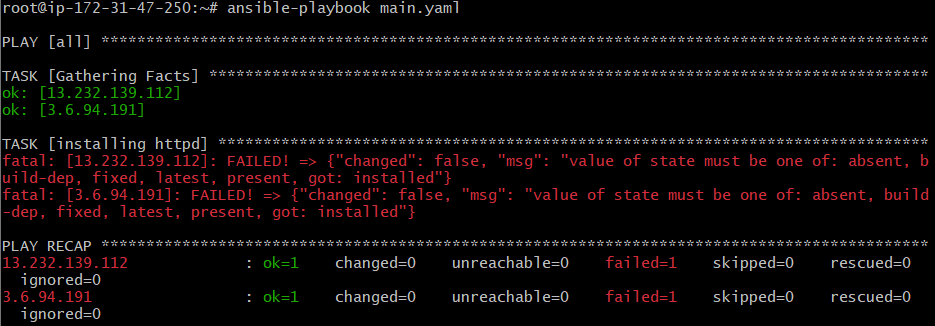 root@ip-172-31-47-250:~# ansible-playbook main.yaml
PLAY [all] ********************************************************************************************
TASK [Gathering Facts] ********************************************************************************
ok: [13.232.139.112]
ok: [3.6.94.191]
TASK [installing httpd] *******************************************************************************
fatal: [13.232.139.112]: FAILED! => {"changed": false, "msg": "value of state must be one of: absent, b
uild-dep, fixed, latest, present, got: installed"}
fatal: [3.6.94.191]: FAILED! => {"changed": false, "msg": "value of state must be one of: absent, build
-dep, fixed, latest, present, got: installed"}
PLAY RECAP ********************************************************************************************
13.232.139.112             : ok=1    changed=0    unreachable=0    failed=1    skipped=0    rescued=0
  ignored=0
3.6.94.191                 : ok=1    changed=0    unreachable=0    failed=1    skipped=0    rescued=0
  ignored=0